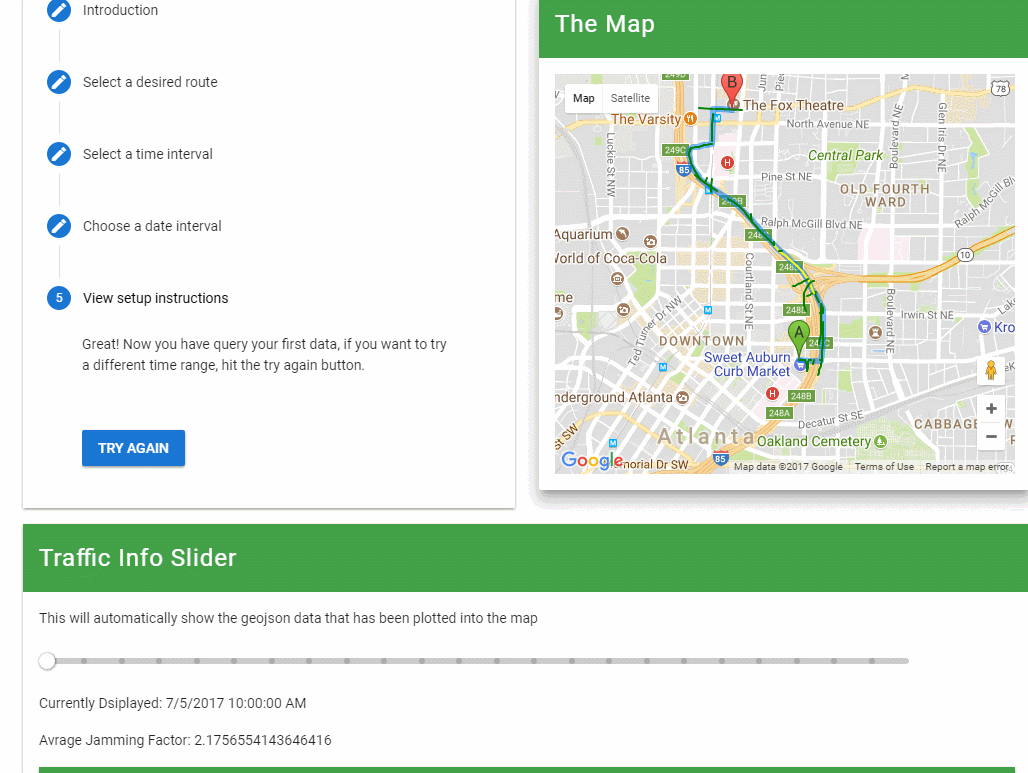 Introduction
Select a desired route
Select a time interval
Choose a date interval
5
View setup instructions
Great! Now you have query your first data, if you want to try
a different time range, hit the try again button.
TRY AGAIN
The Map
Map
Satellite
B
78
The Fox Theatre
The Varsity
North Avenue NE
Luckie St NW
Boulevard NE
Glen Iris Dr NE
249C
H
85
Central Park
Pine St NE
OLD FOURTH
WARD
Ralph McGill Blvd NE
Ralph McGill Bl
Aquarium
World of Coca-Cola
10
Courtland St NE
me
Ted Turner Dr NW
Boulevard NE
Irwin St NE
Kro
A
DOWNTOWN
Sweet Auburn
Curb Market
H
248B
248A
nderground Atlanta
Decatur St SE
CABBAGE
Atlanta
Oakland Cemetery
St SW
Google
morial Dr SW
85
Map data ©2017 Google
Terms of Use
Report a map error
Traffic Info Slider
This will automatically show the geojson data that has been plotted into the map
Currently Dsiplayed: 7/5/2017 10:00:00 AM
Avrage Jamming Factor: 2.1756554143646416